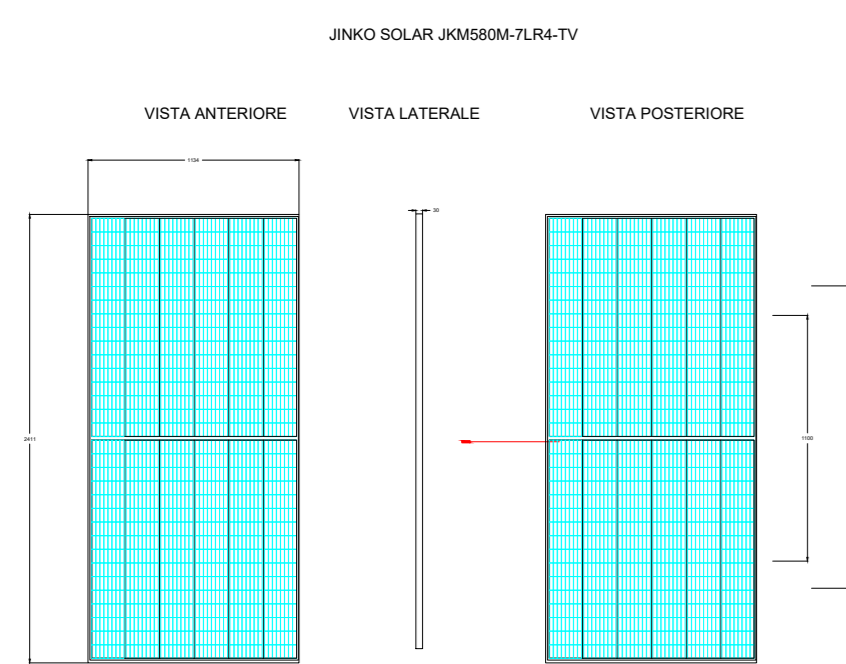 JINKO SOLAR JKM580M-7LR4-TV
VISTA ANTERIORE
VISTA LATERALE
VISTA POSTERIORE
1134
30
2411
1100